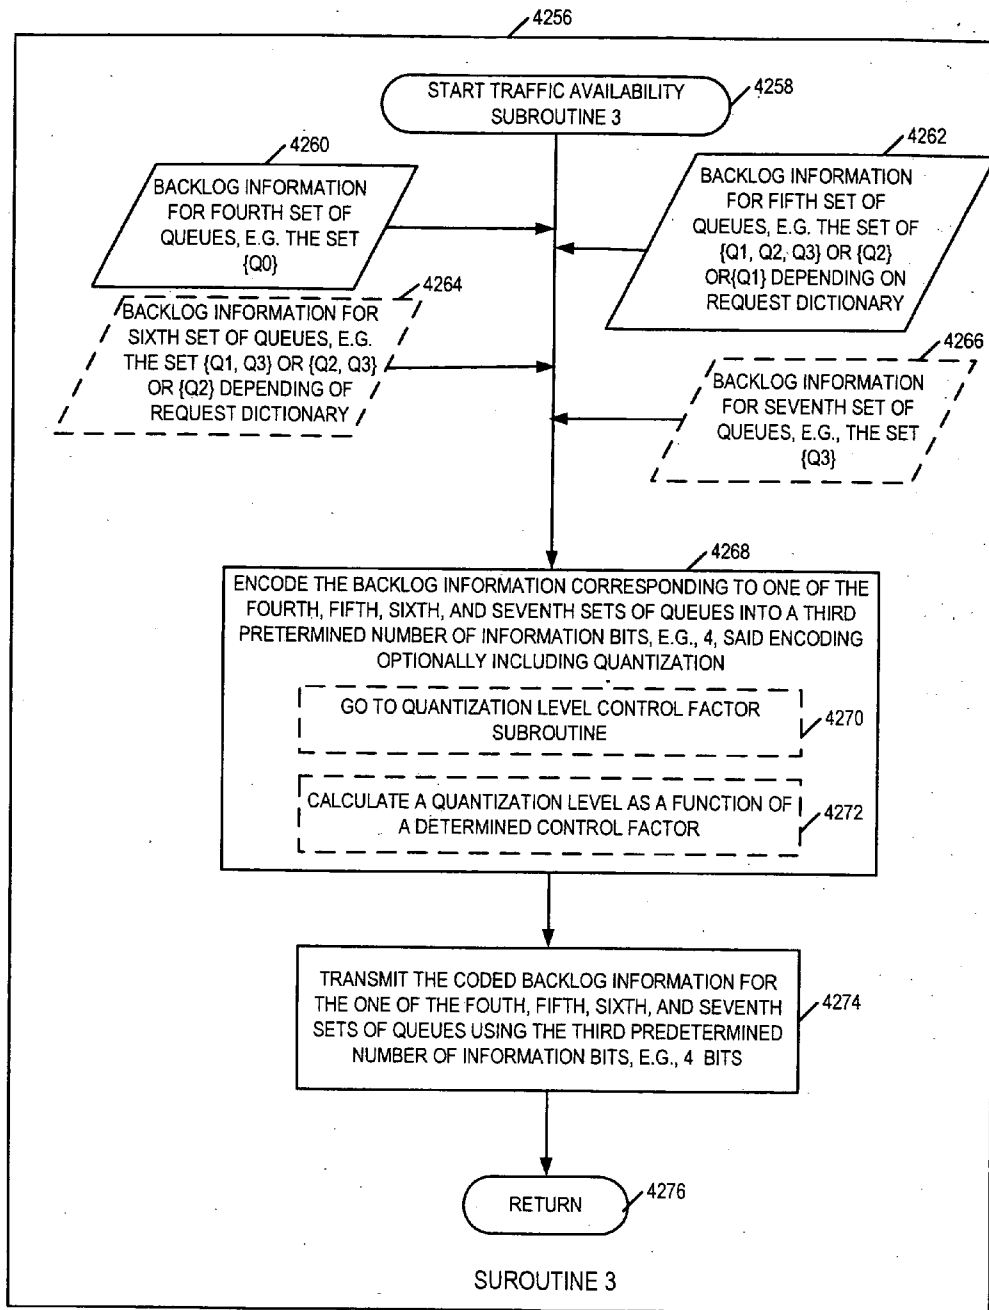 4256
START TRAFFIC AVAILABILITY
SUBROUTINE 3
4258
4260
BACKLOG INFORMATION
FOR FOURTH SET OF
QUEUES, E.G. THE SET
{Q0}
4262
BACKLOG INFORMATION
FOR FIFTH SET OF
QUEUES, E.G. THE SET OF
{Q1, Q2, Q3} OR {Q2}
OR{Q1} DEPENDING ON
REQUEST DICTIONARY
4264
BACKLOG INFORMATION FOR
SIXTH SET OF QUEUES, E.G.
THE SET {Q1, Q3} OR {Q2, Q3}
OR {Q2} DEPENDING OF
REQUEST DICTIONARY
4266
BACKLOG INFORMATION
FOR SEVENTH SET OF
QUEUES, E.G., THE SET
{Q3}
4268
ENCODE THE BACKLOG INFORMATION CORRESPONDING TO ONE OF THE
FOURTH, FIFTH, SIXTH, AND SEVENTH SETS OF QUEUES INTO A THIRD
PRETERMINED NUMBER OF INFORMATION BITS, E.G., 4, SAID ENCODING
OPTIONALLY INCLUDING QUANTIZATION
GO TO QUANTIZATION LEVEL CONTROL FACTOR
SUBROUTINE
4270
CALCULATE A QUANTIZATION LEVEL AS A FUNCTION OF
A DETERMINED CONTROL FACTOR
4272
TRANSMIT THE CODED BACKLOG INFORMATION FOR
THE ONE OF THE FOUTH, FIFTH, SIXTH, AND SEVENTH
SETS OF QUEUES USING THE THIRD PREDETERMINED
NUMBER OF INFORMATION BITS, E.G., 4 BITS
4274
RETURN
4276
SUROUTINE 3